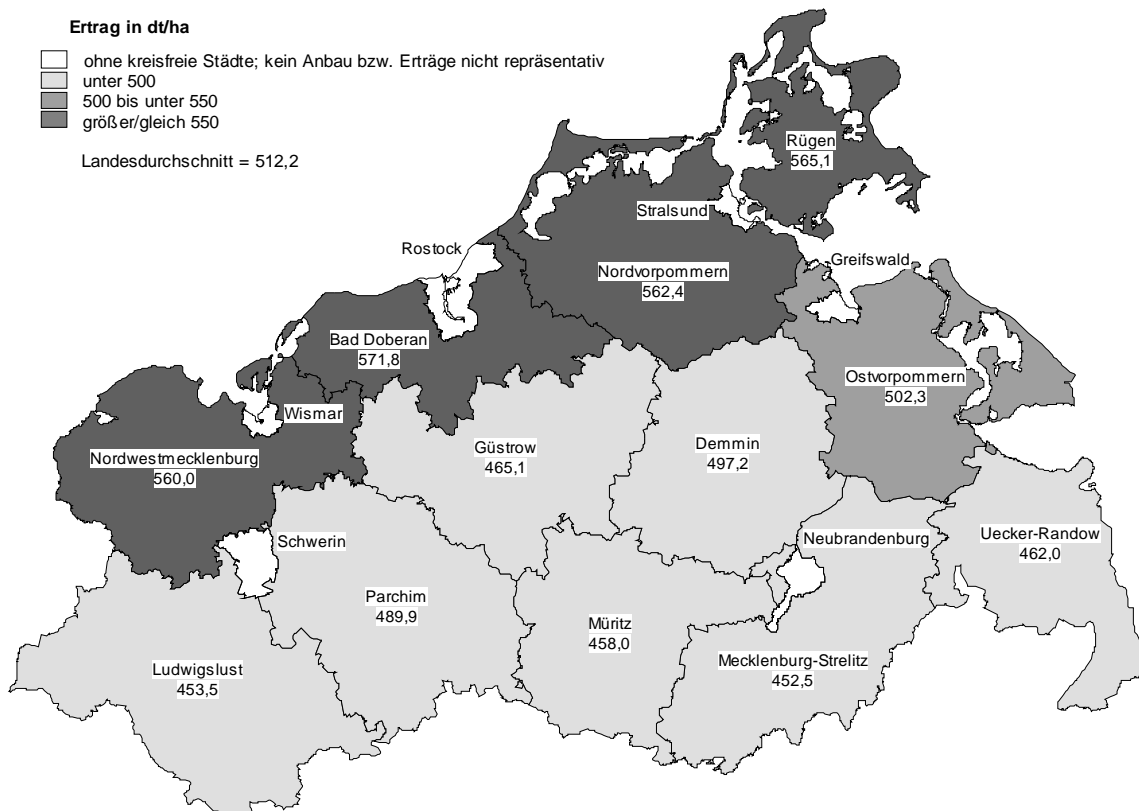 Ertrag in dt/ha
ohne kreisfreie Städte; kein Anbau bzw. Erträge nicht repräsentativ
unter 500
500 bis unter 550
größer/gleich 550
Landesdurchschnitt = 512,2
Rügen
565,1
Stralsund
Rostock
Greifswald
Nordvorpommern
562,4
Bad Doberan
571,8
Ostvorpommern
502,3
Wismar
Güstrow
465,1
Demmin
497,2
Nordwestmecklenburg
560,0
Schwerin
Neubrandenburg
Uecker-Randow
462,0
Parchim
489,9
Müritz
458,0
Mecklenburg-Strelitz
452,5
Ludwigslust
453,5